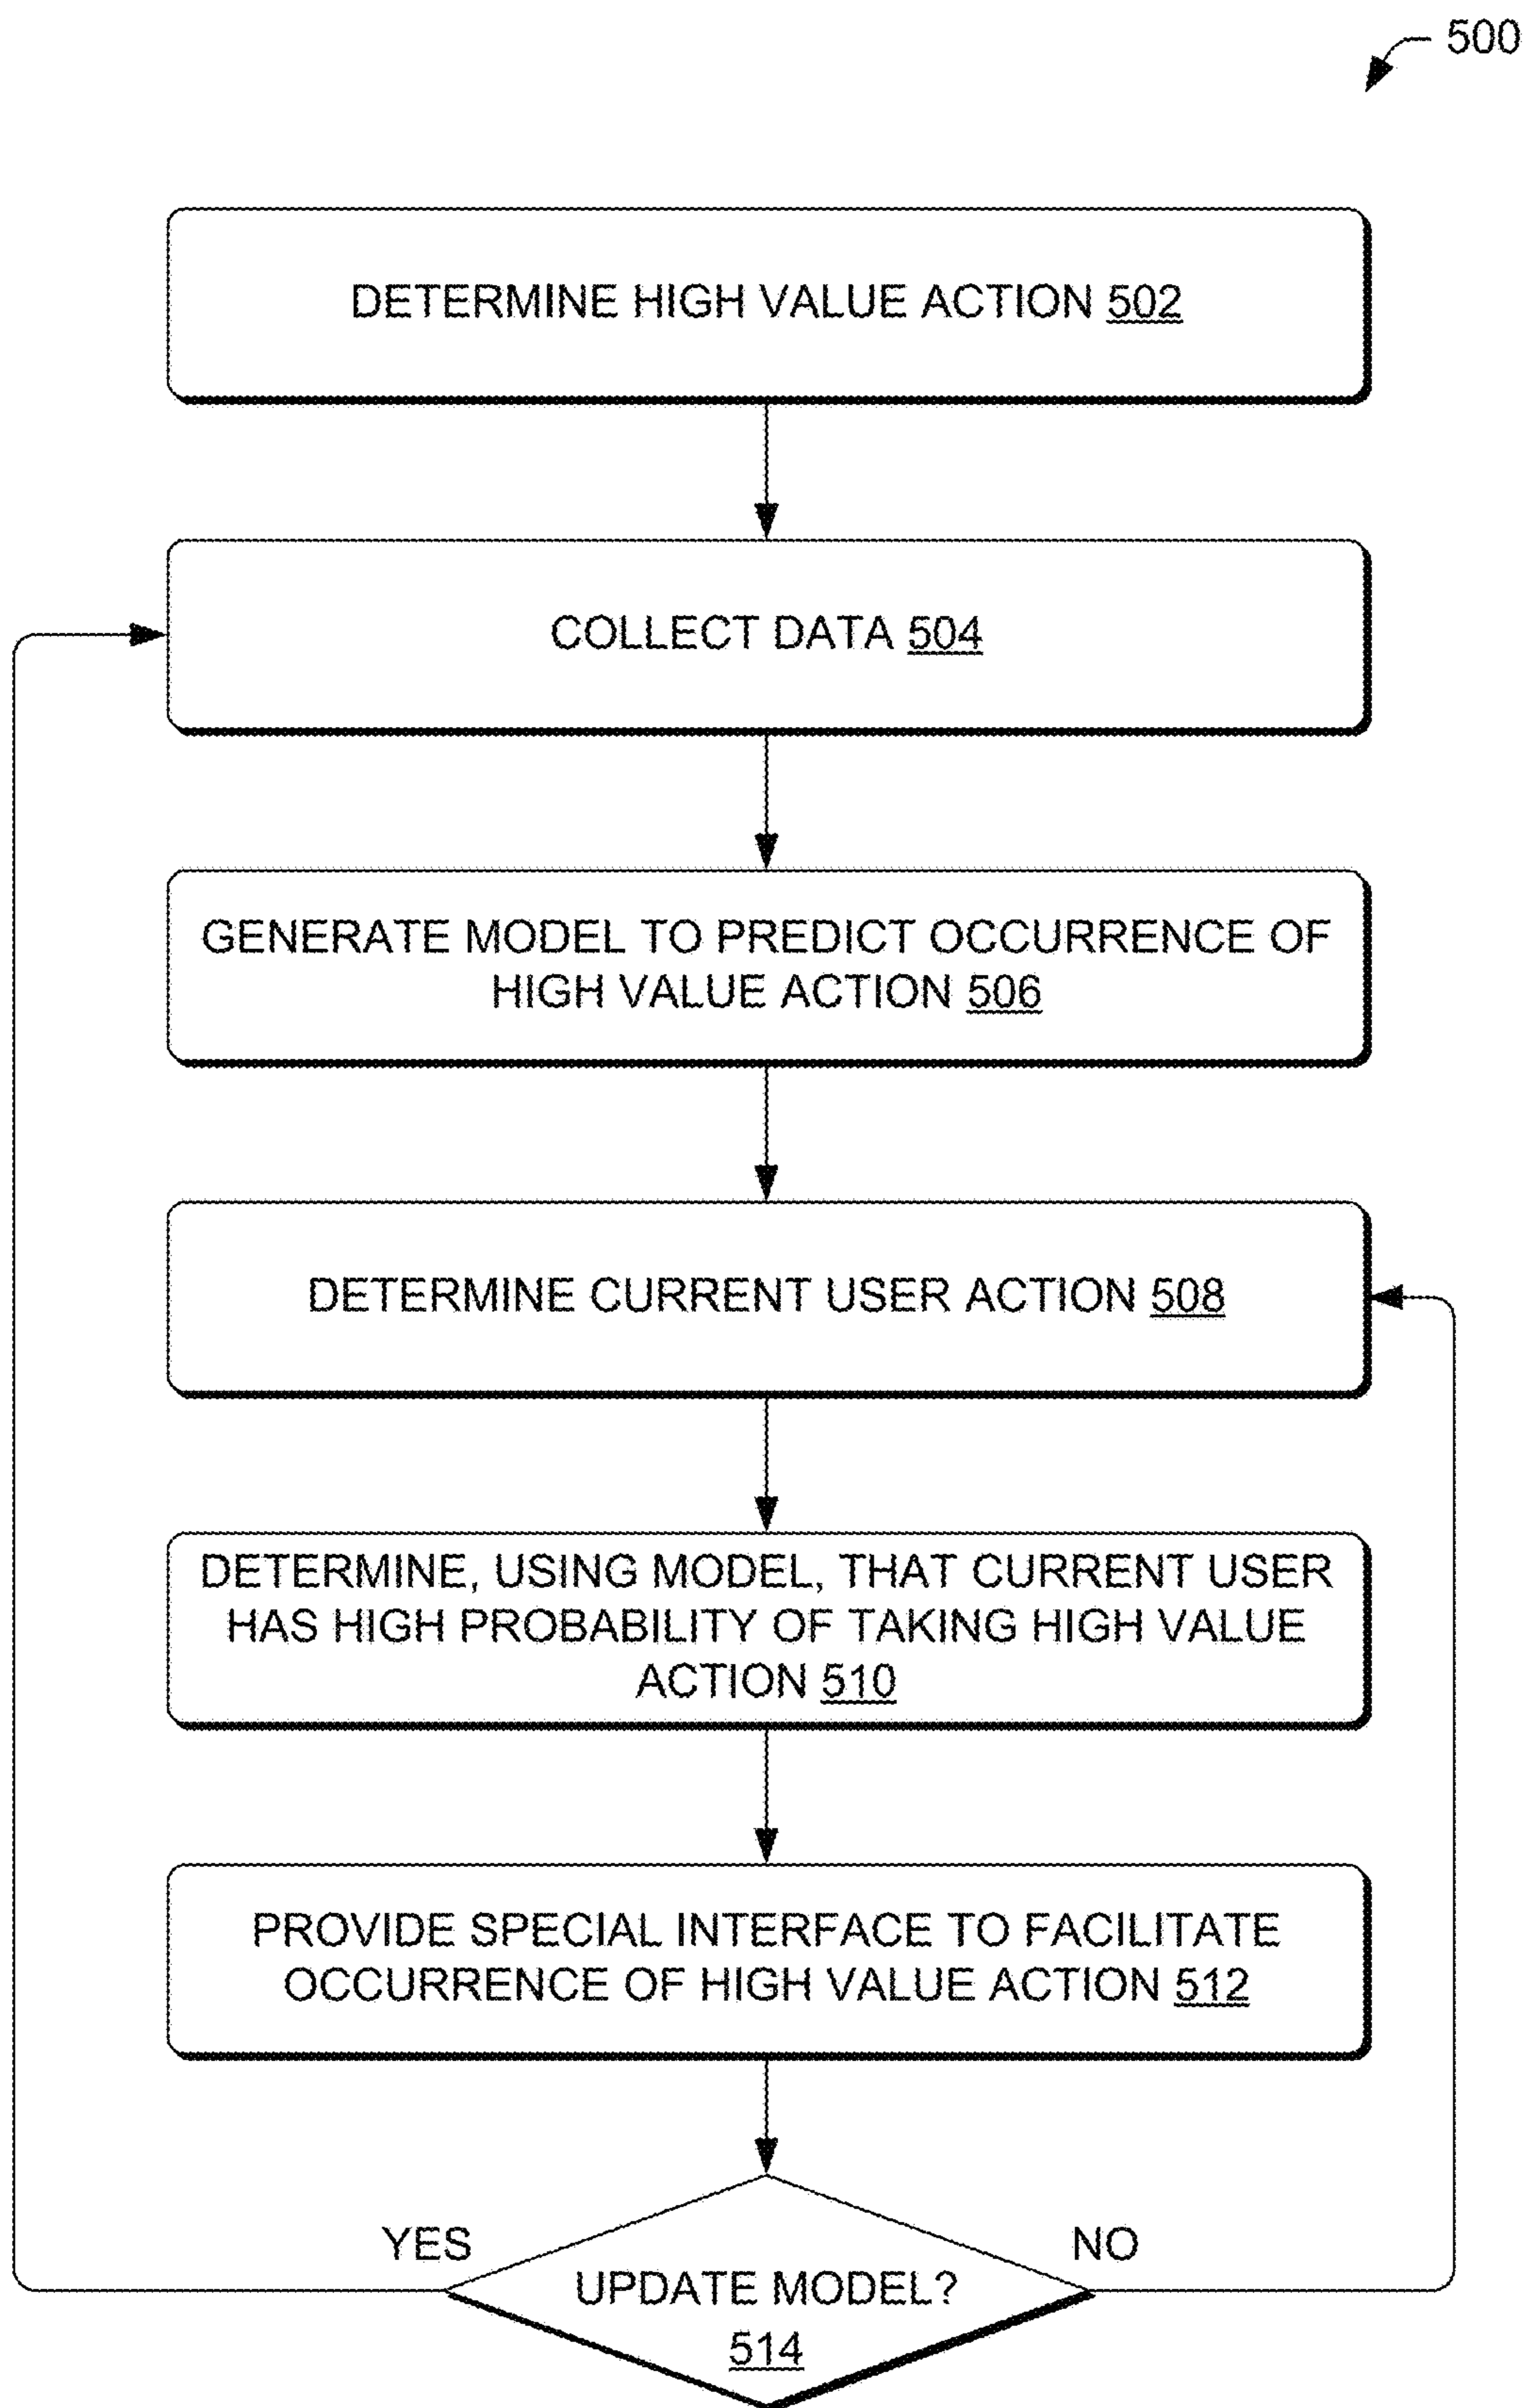 500
DETERMINE HIGH VALUE ACTION 502
COLLECT DATA 504
GENERATE MODEL TO PREDICT OCCURRENCE OF
HIGH VALUE ACTION 506
DETERMINE CURRENT USER ACTION 508
DETERMINE, USING MODEL, THAT CURRENT USER
HAS HIGH PROBABILITY OF TAKING HIGH VALUE
ACTION 510
PROVIDE SPECIAL INTERFACE TO FACILITATE
OCCURRENCE OF HIGH VALUE ACTION 512
YES
NO
UPDATE MODEL?
514